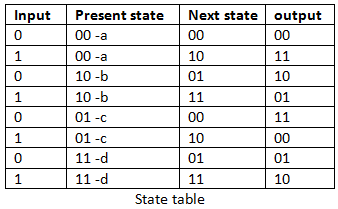 Input Present state Next state output
0 00 -a 00 00
1 00 -a 10 11
0 10 -b 01 10
1 10 -b 11 01
0 01 -c 00 11
1 01 -c 10 00
0 11 -d 01 01
1 11 -d 11 10
State table